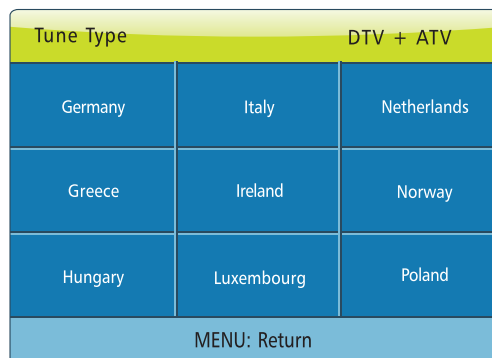 Tune Type DTV + ATV
Germany Italy Netherlands
Greece Ireland Norway
Hungary Luxembourg Poland
MENU: Return